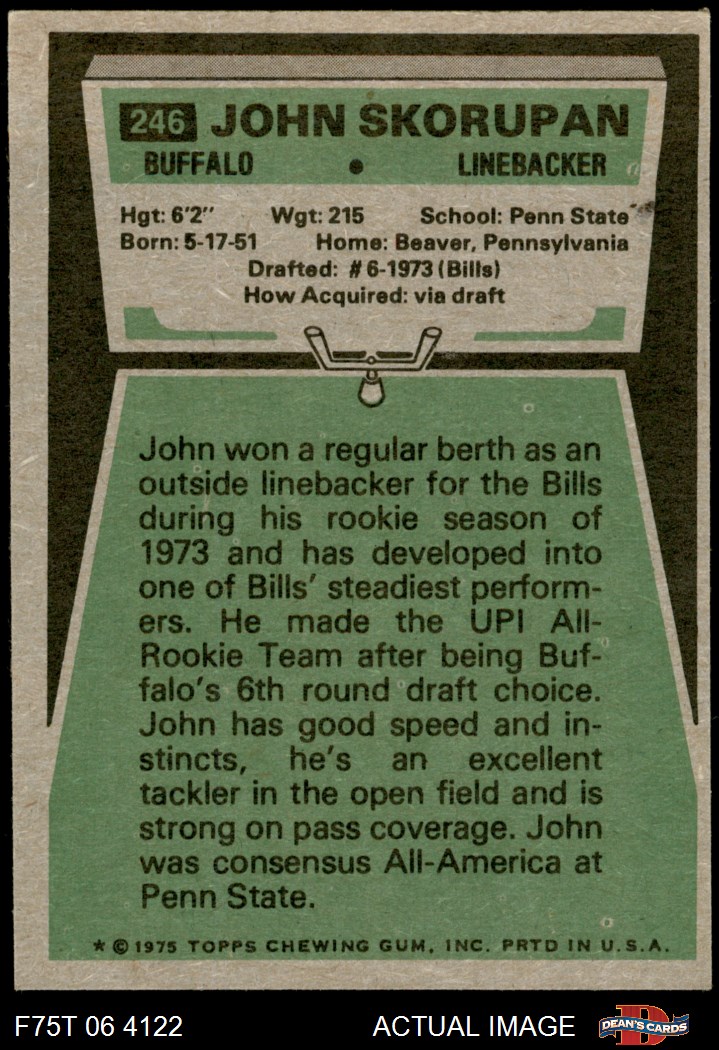 246 JOHN SKORUPAN
BUFFALO • LINEBACKER
Hgt: 6'2" Wgt: 215 School: Penn State
Born: 5-17-51 Home: Beaver, Pennsylvania
Drafted: #6-1973 (Bills)
How Acquired: via draft
John won a regular berth as an
outside linebacker for the Bills
during his rookie season of
1973 and has developed into
one of Bills' steadiest perform-
ers. He made the UPI All-
Rookie Team after being Buf-
falo's 6th round draft choice.
John has good speed and in-
stincts, he's an excellent
tackler in the open field and is
strong on pass coverage. John
was consensus All-America at
Penn State.
* © 1975 TOPPS CHEWING GUM, INC. PRTD IN U.S.A.
F75T 06 4122 ACTUAL IMAGE D DEAN'S CARDS